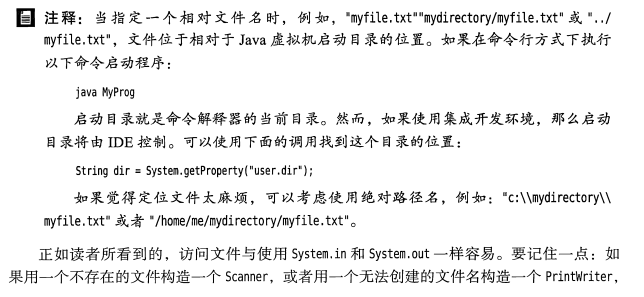 注释：当指定一个相对文件名时，例如，"myfile.txt""mydirectory/myfile.txt" 或 "../
myfile.txt"，文件位于相对于 Java 虚拟机启动目录的位置。如果在命令行方式下执行
以下命令启动程序：
java MyProg
启动目录就是命令解释器的当前目录。然而，如果使用集成开发环境，那么启动
目录将由 IDE 控制。可以使用下面的调用找到这个目录的位置：
String dir = System.getProperty("user.dir");
如果觉得定位文件太麻烦，可以考虑使用绝对路径名，例如："c:\\mydirectory\\
myfile.txt" 或者 "/home/me/mydirectory/myfile.txt"。
正如读者所看到的，访问文件与使用 System.in 和 System.out 一样容易。要记住一点：如
果用一个不存在的文件构造一个 Scanner，或者用一个无法创建的文件名构造一个 PrintWriter，